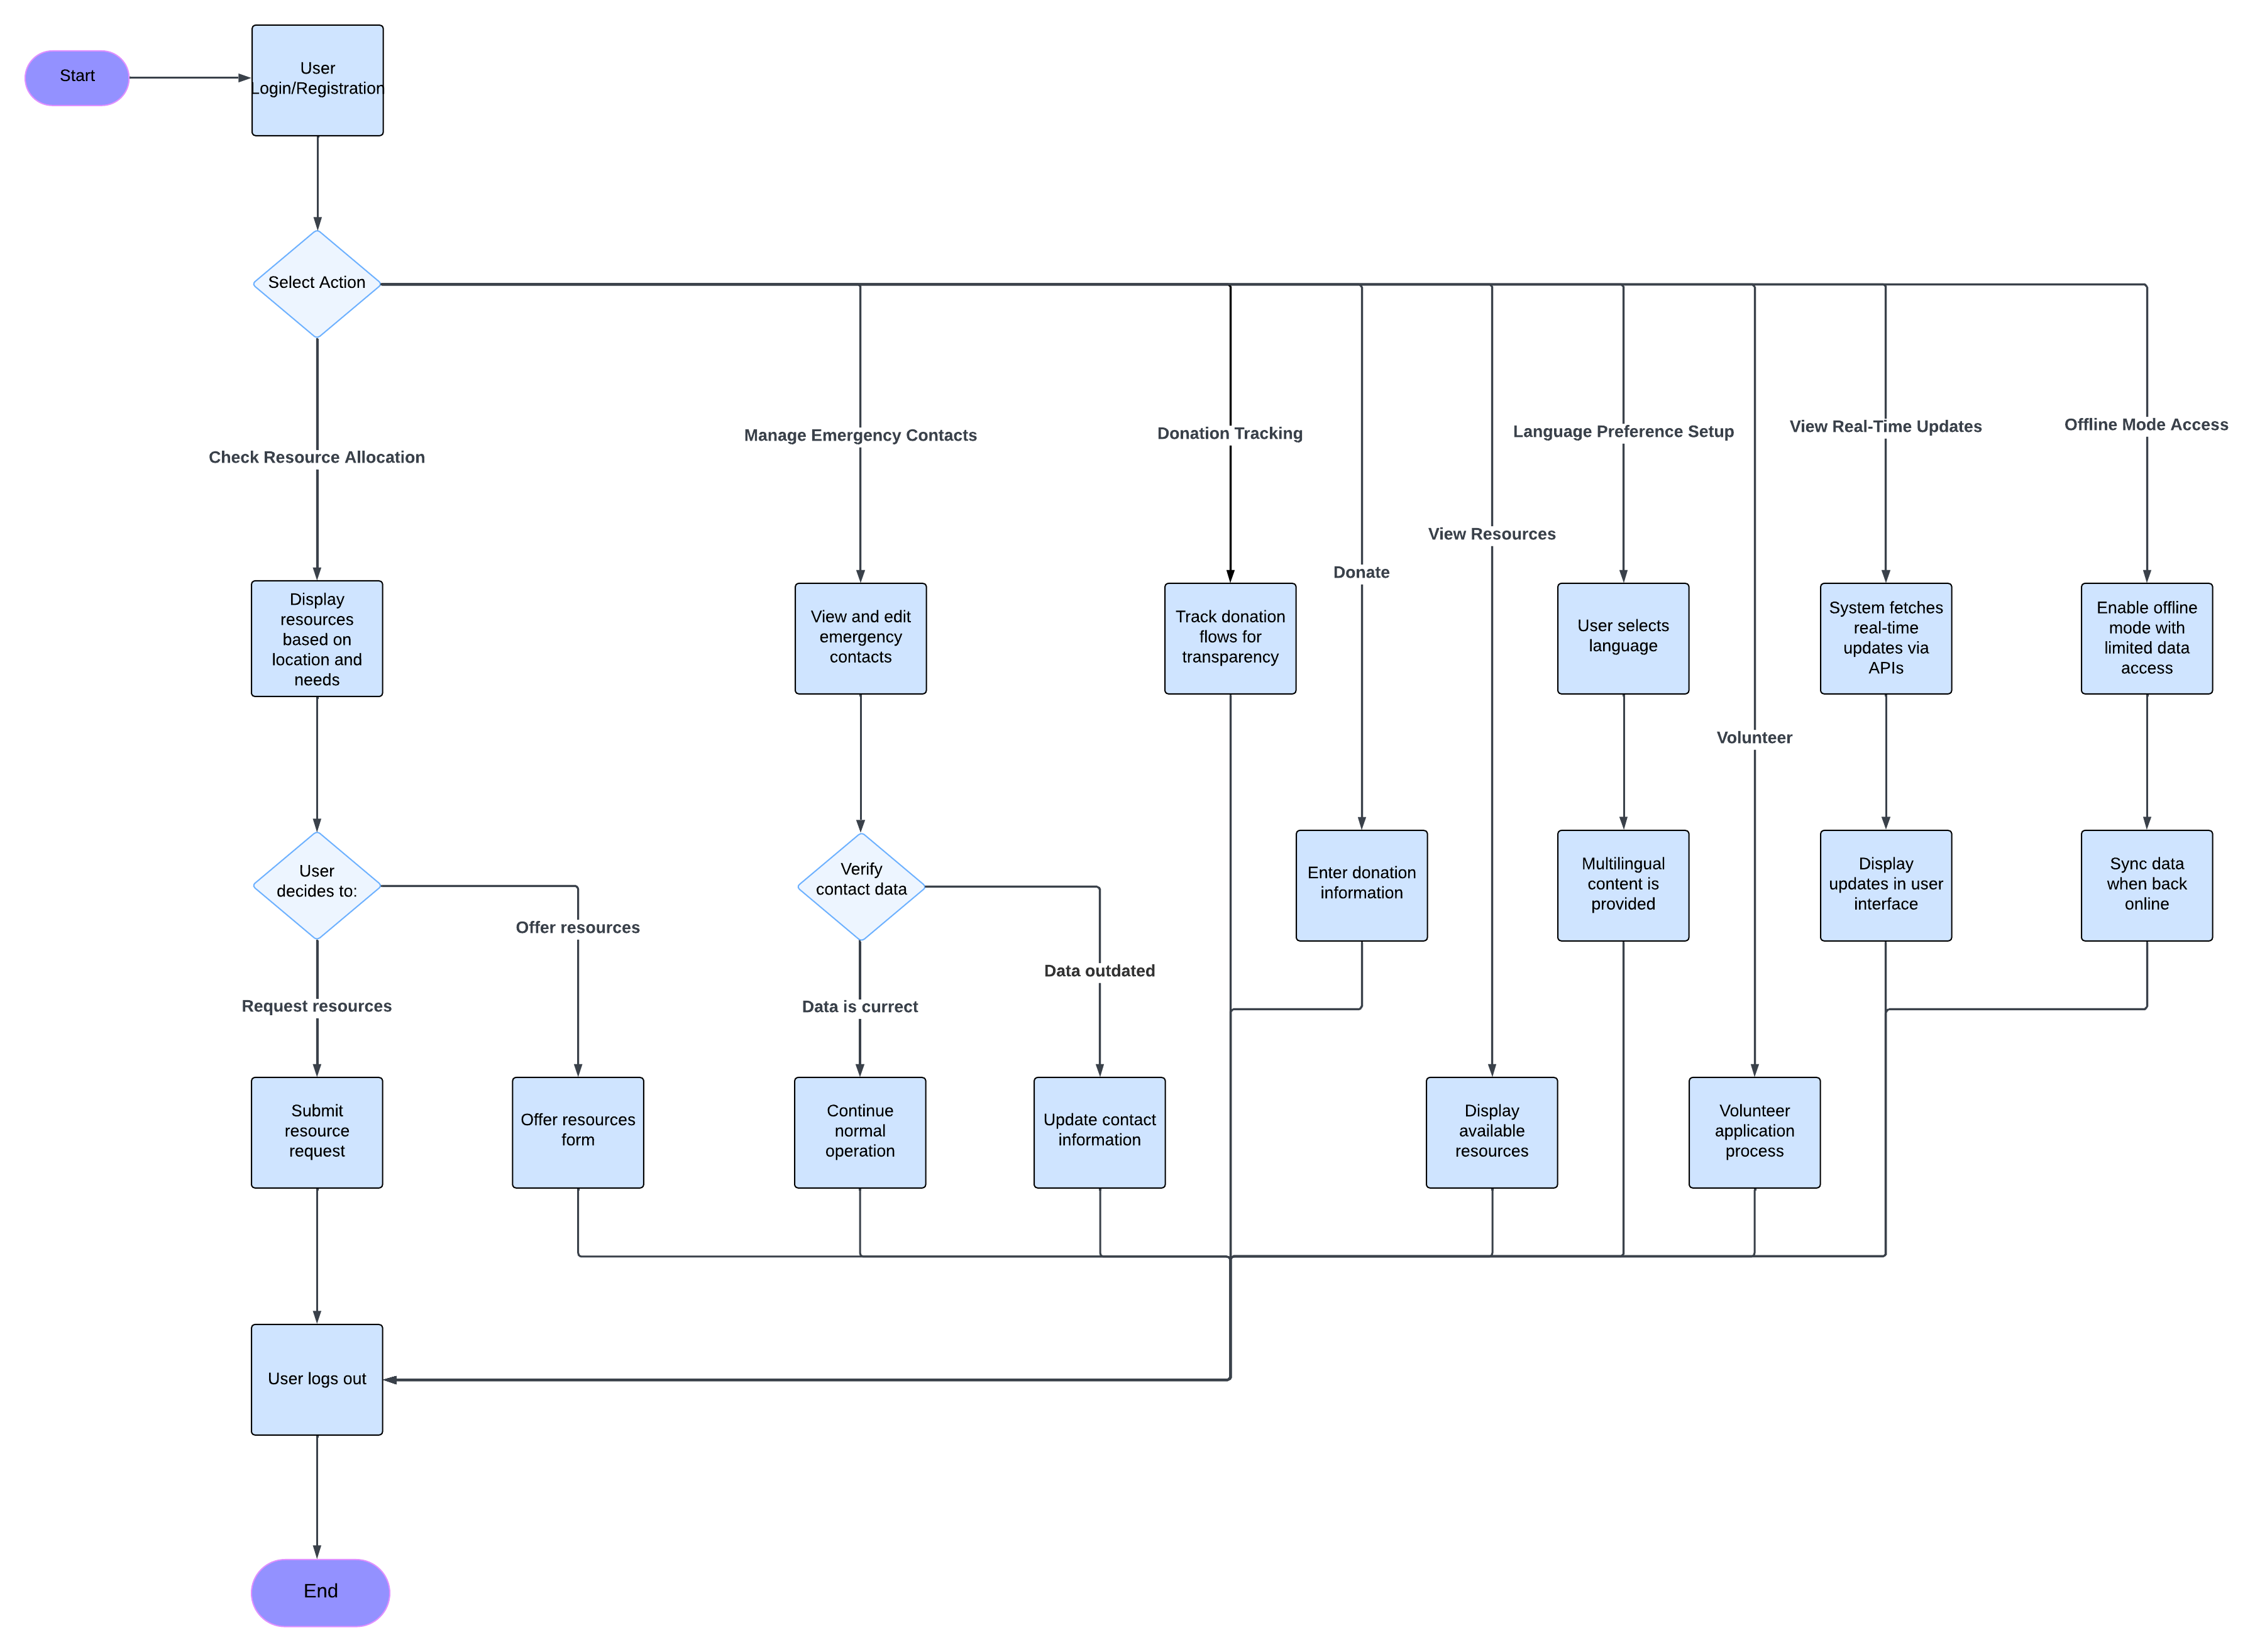 Start
User
Login/Registration
Select Action
Check Resource Allocation
Manage Emergency Contacts
Donation Tracking
Donate
View Resources
Language Preference Setup
Volunteer
View Real-Time Updates
Offline Mode Access
Display
resources
based on
location and
needs
View and edit
emergency
contacts
Track donation
flows for
transparency
User selects
language
System fetches
real-time
updates via
APIs
Enable offline
mode with
limited data
access
User
decides to:
Offer resources
Request resources
Verify
contact data
Data outdated
Data is currect
Enter donation
information
Multilingual
content is
provided
Display
updates in user
interface
Sync data
when back
online
Submit
resource
request
Offer resources
form
Continue
normal
operation
Update contact
information
Display
available
resources
Volunteer
application
process
User logs out
End